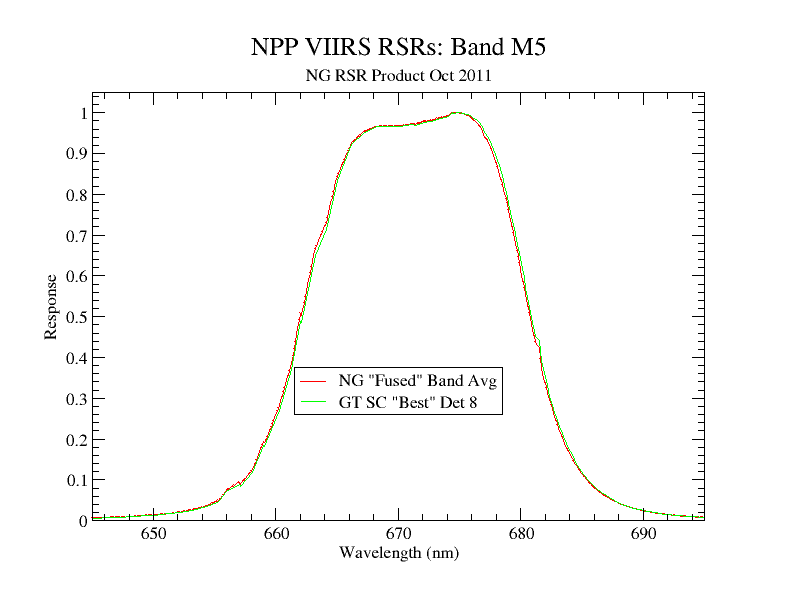 NPP VIIRS RSRs: Band M5
NG RSR Product Oct 2011
1
0.9
0.8
0.7
0.6
0.5
0.4
0.3
0.2
0.1
0
Response
NG "Fused" Band Avg
GT SC "Best" Det 8
650 660 670 680 690
Wavelength (nm)